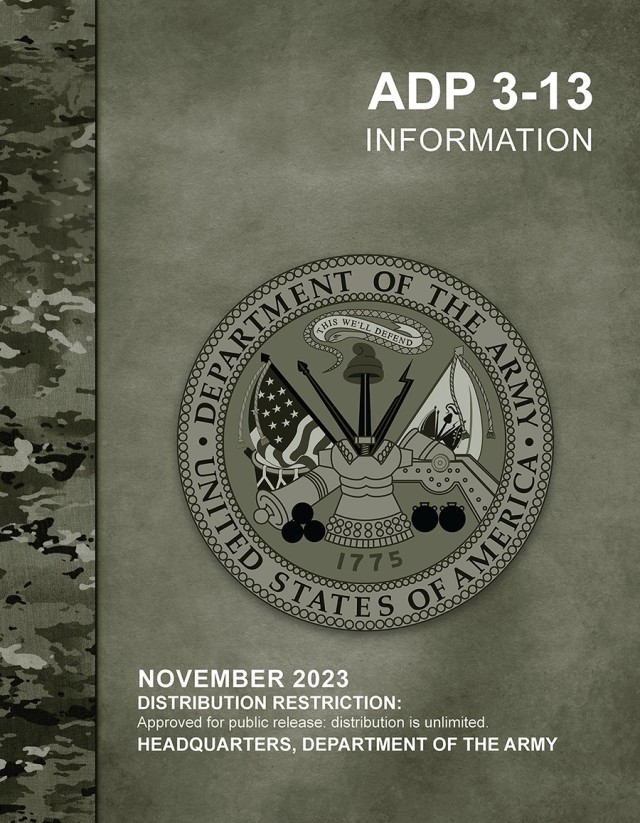 ADP 3-13
INFORMATION
DEPARTMENT OF THE ARMY
THIS WE'LL DEFEND
1775
UNITED STATES OF AMERICA
NOVEMBER 2023
DISTRIBUTION RESTRICTION:
Approved for public release: distribution is unlimited.
HEADQUARTERS, DEPARTMENT OF THE ARMY